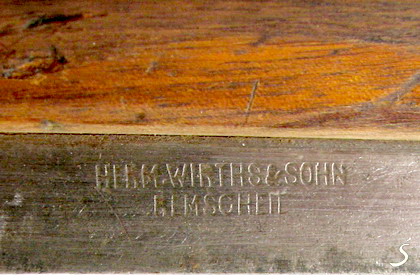 HERM. WIRTHS & SOHN
REMSCHEID
S